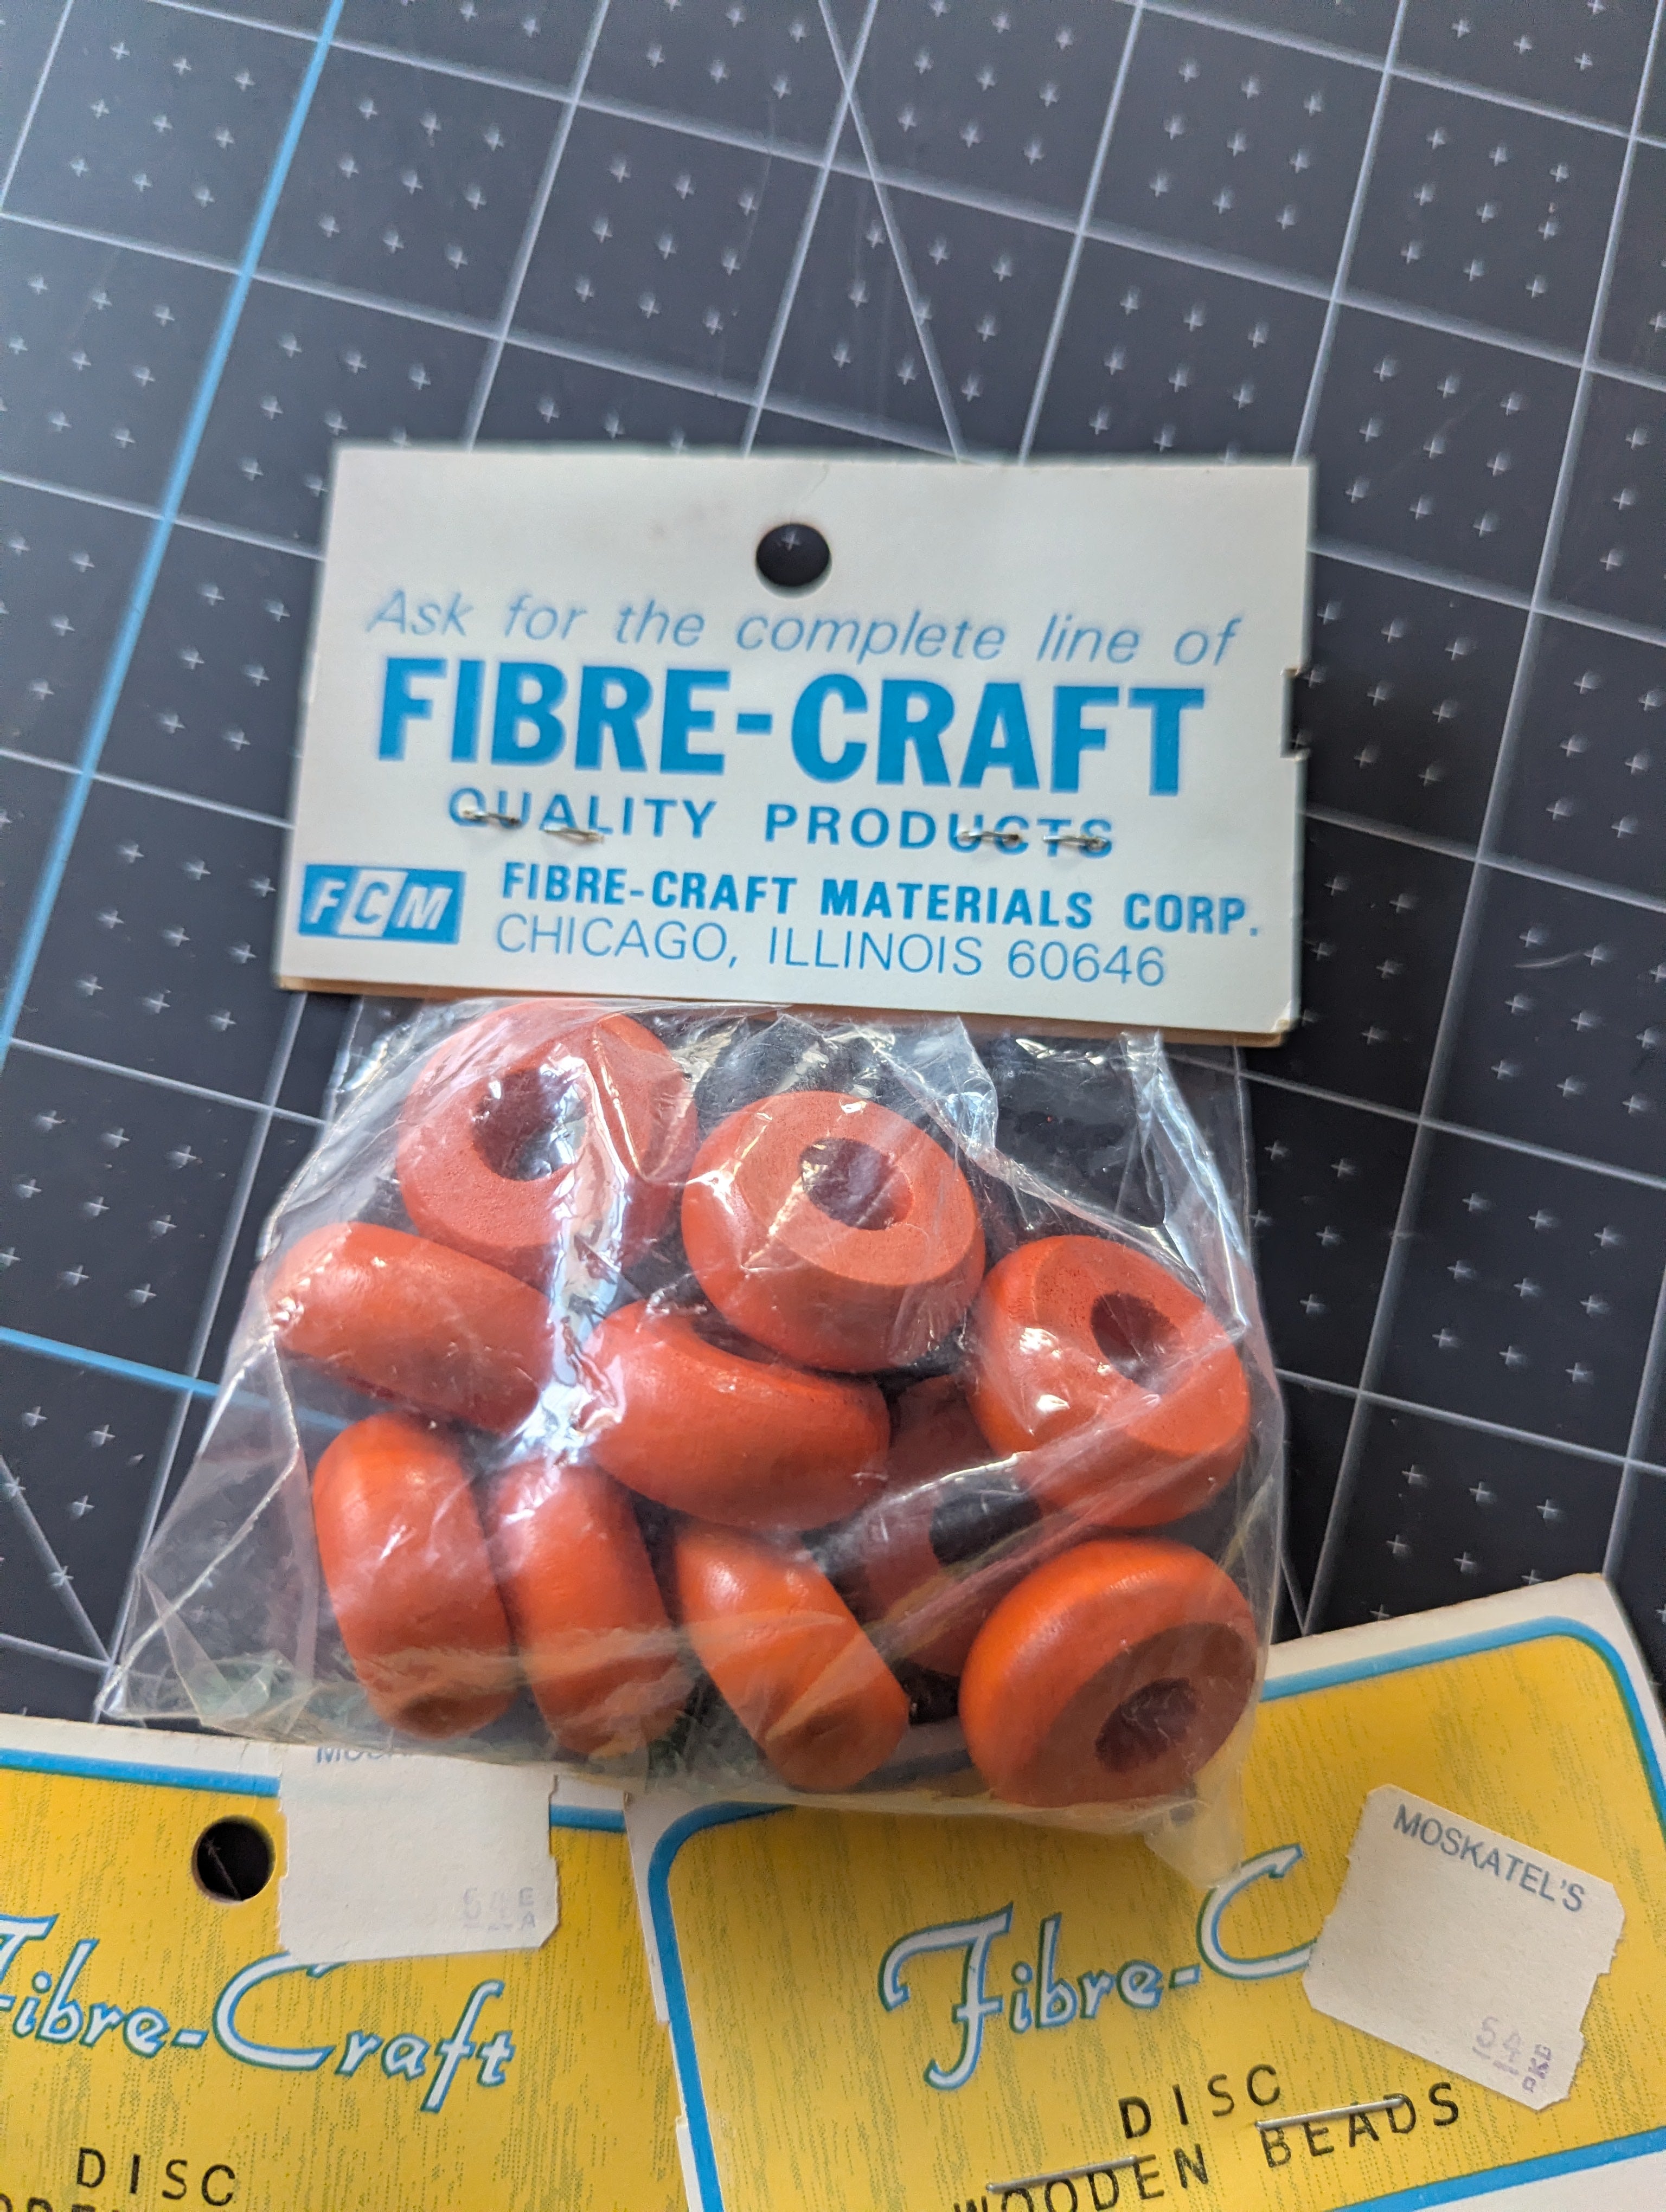 Ask for the complete line of
FIBRE-CRAFT
QUALITY PRODUCTS
FCM
FIBRE-CRAFT MATERIALS CORP.
CHICAGO, ILLINOIS 60646
Fibre-Craft
DISC
MOSKATEL'S
54
Fibre-C
DISC
WOODEN BEADS